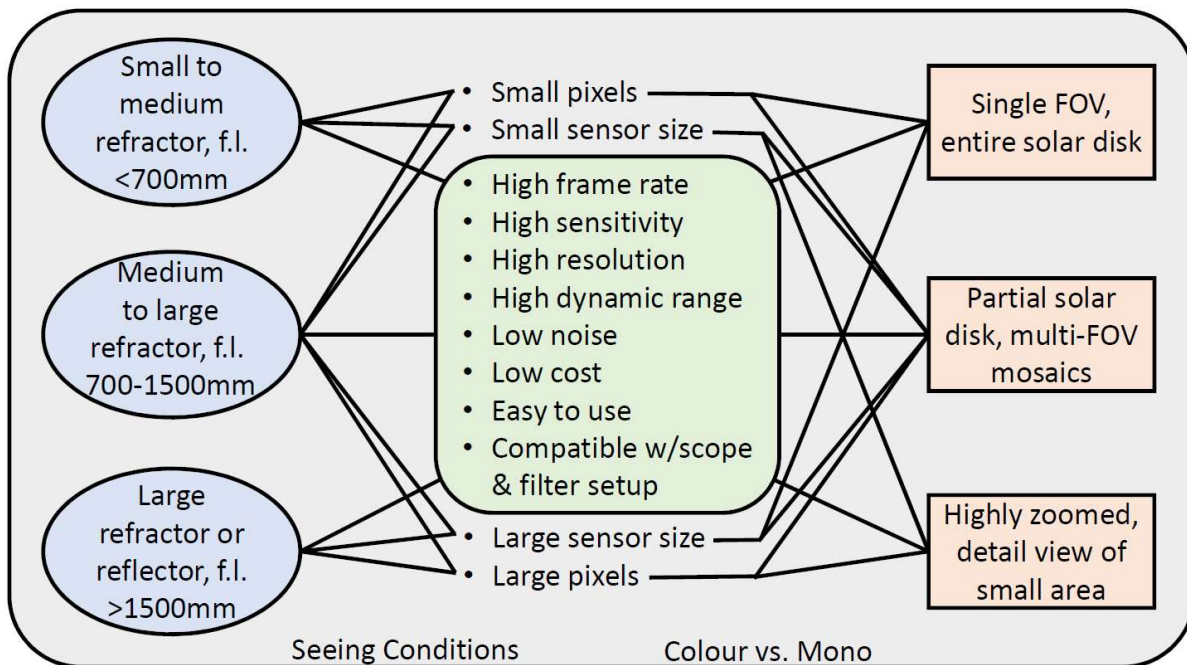 Small to
medium
refractor, f.l.
<700mm
Medium
to large
refractor, f.l.
700-1500mm
Large
refractor or
reflector, f.l.
>1500mm
• Small pixels
• Small sensor size
• High frame rate
• High sensitivity
• High resolution
• High dynamic range
• Low noise
• Low cost
• Easy to use
• Compatible w/scope
& filter setup
• Large sensor size
• Large pixels
Single FOV,
entire solar disk
Partial solar
disk, multi-FOV
mosaics
Highly zoomed,
detail view of
small area
Seeing Conditions
Colour vs. Mono